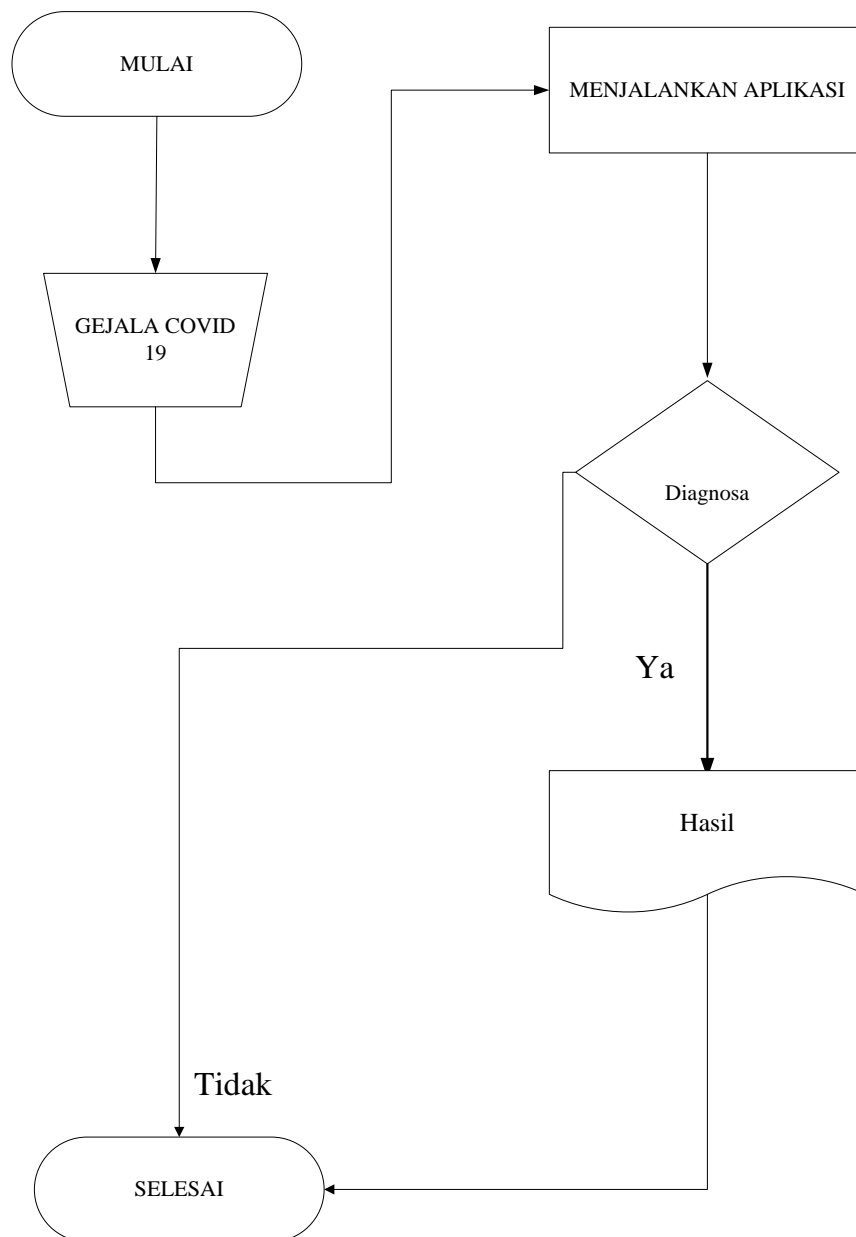 MULAI
MENJALANKAN APLIKASI
GEJALA COVID
19
Diagnosa
Ya
Hasil
Tidak
SELESAI